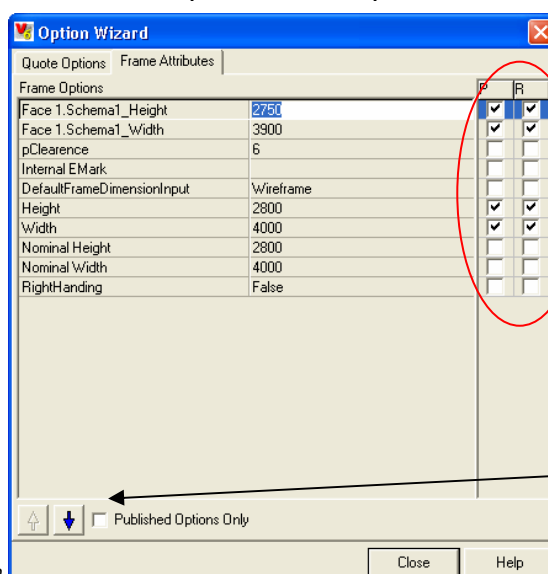 Option Wizard
Quote Options Frame Attributes
Frame Options P R
Face 1.Schema1_Height 2750
Face 1.Schema1_Width 3900
pClearence 6
Internal EMark
DefaultFrameDimensionInput Wireframe
Height 2800
Width 4000
Nominal Height 2800
Nominal Width 4000
RightHanding False
Published Options Only
Close Help